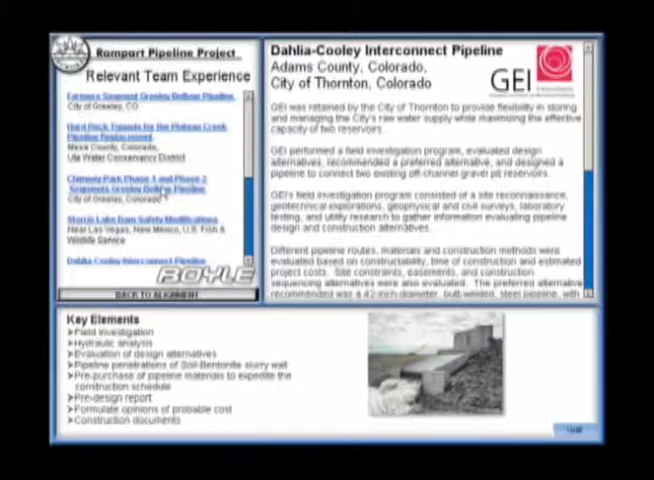 Rampart Pipeline Project
Relevant Team Experience
Farmers Segment Greeley Bellvue Pipeline
City of Greeley, CO
Hard Rock Tunnels for the Plateau Creek
Pipeline Replacement
Mesa County, Colorado,
Ute Water Conservancy District
Chimney Park Phase 1 and Phase 2
Segments Greeley Bellvue Pipeline
City of Greeley, Colorado
Storrie Lake Dam Safety Modifications
Near Las Vegas, New Mexico, U.S. Fish &
Wildlife Service
Dahlia Cooley Interconnect Pipeline
BOYLE
BACK TO ALIGNMENT
Dahlia-Cooley Interconnect Pipeline
Adams County, Colorado,
City of Thornton, Colorado
GEI
GEI was retained by the City of Thornton to provide flexibility in storing
and managing the City's raw water supply while maximizing the effective
capacity of two reservoirs.
GEI performed a field investigation program, evaluated design
alternatives, recommended a preferred alternative, and designed a
pipeline to connect two existing off-channel gravel pit reservoirs.
GEI's field investigation program consisted of a site reconnaissance,
geotechnical explorations, geophysical and civil surveys, laboratory
testing, and utility research to gather information evaluating pipeline
design and construction alternatives.
Different pipeline routes, materials and construction methods were
evaluated based on constructability, time of construction and estimated
project costs. Site constraints, easements, and construction
sequencing alternatives were also evaluated. The preferred alternative
recommended was a 42-inch-diameter, butt-welded, steel pipeline, with
Key Elements
➤Field investigation
➤Hydraulic analysis
➤Evaluation of design alternatives
➤Pipeline penetrations of Soil-Bentonite slurry wall
➤Pre-purchase of pipeline materials to expedite the
construction schedule
➤Pre-design report
➤Formulate opinions of probable cost
➤Construction documents